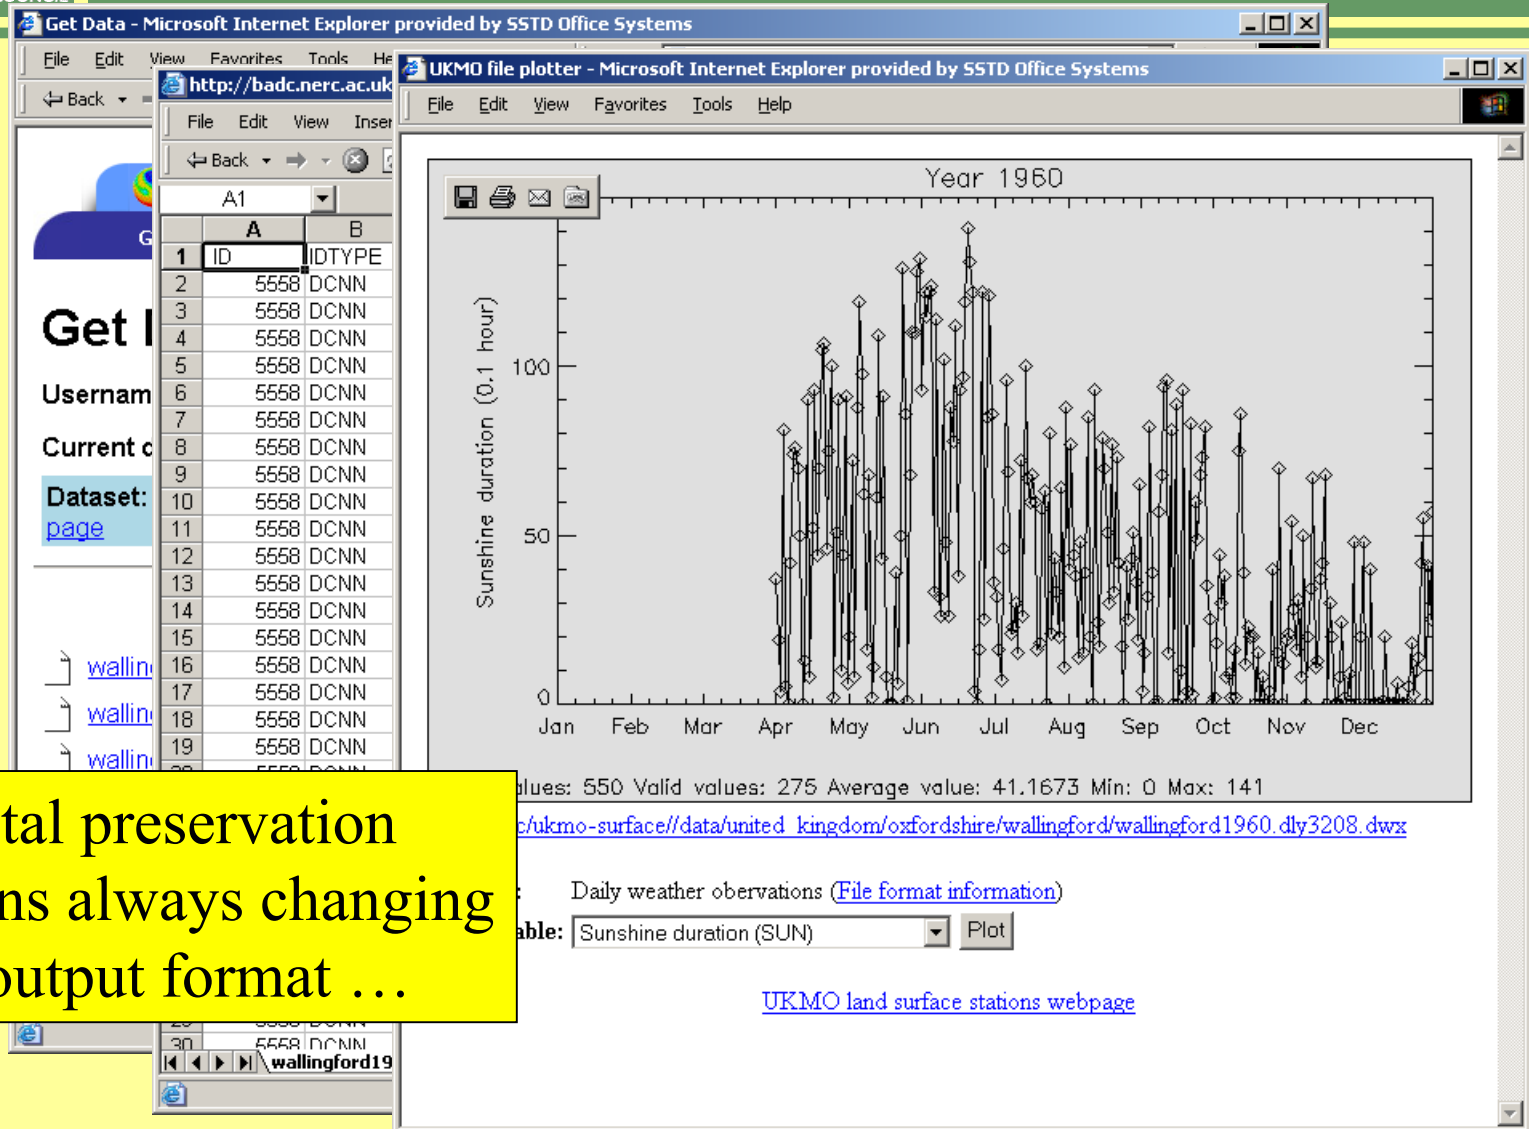 COUNCIL
Get Data - Microsoft Internet Explorer provided by SSTD Office Systems
File Edit View Favorites Tools
Back
Get
Usernam
Current
Dataset:
page
wallin
wallin
wallin
http://badc.nerc.ac.uk
File Edit View Inser
Back
A1
A B
1 ID IDTYPE
2 5558 DCNN
3 5558 DCNN
4 5558 DCNN
5 5558 DCNN
6 5558 DCNN
7 5558 DCNN
8 5558 DCNN
9 5558 DCNN
10 5558 DCNN
11 5558 DCNN
12 5558 DCNN
13 5558 DCNN
14 5558 DCNN
15 5558 DCNN
16 5558 DCNN
17 5558 DCNN
18 5558 DCNN
19 5558 DCNN
30 5558 DCNN
wallingford19
UKMO file plotter - Microsoft Internet Explorer provided by SSTD Office Systems
File Edit View Favorites Tools Help
Year 1960
Sunshine duration (0.1 hour)
100
50
0
Jan Feb Mar Apr May Jun Jul Aug Sep Oct Nov Dec
alues: 550 Valid values: 275 Average value: 41.1673 Min: 0 Max: 141
c/ukmo-surface//data/united_kingdom/oxfordshire/wallingford/wallingford1960.dly3208.dwx
: Daily weather obervations (File format information)
able: Sunshine duration (SUN) Plot
UKMO land surface stations webpage
tal preservation
ns always changing
output format …